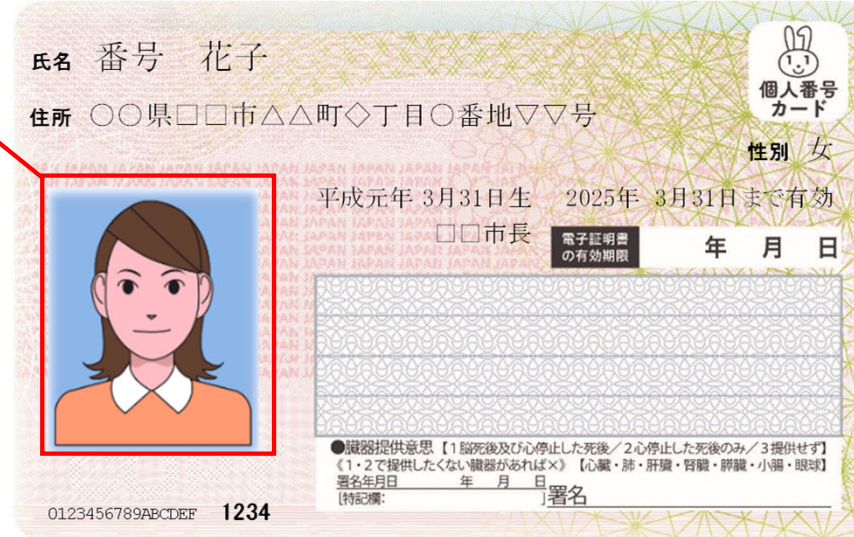 氏名 番号 花子
個人番号
カード
住所 ○○県□□市△△町◇丁目○番地▽▽号
性別 女
平成元年 3月31日生 2025年 3月31日まで有効
□□市長 電子証明書の有効期限 年 月 日
●臓器提供意思【1脳死後及び心停止した死後/2心停止した死後のみ/3提供せず】
《1・2で提供したくない臓器があれば×》【心臓・肺・肝臓・腎臓・膵臓・小腸・眼球】
署名年月日 年 月 日
[特記欄: ]署名
0123456789ABCDEF 1234